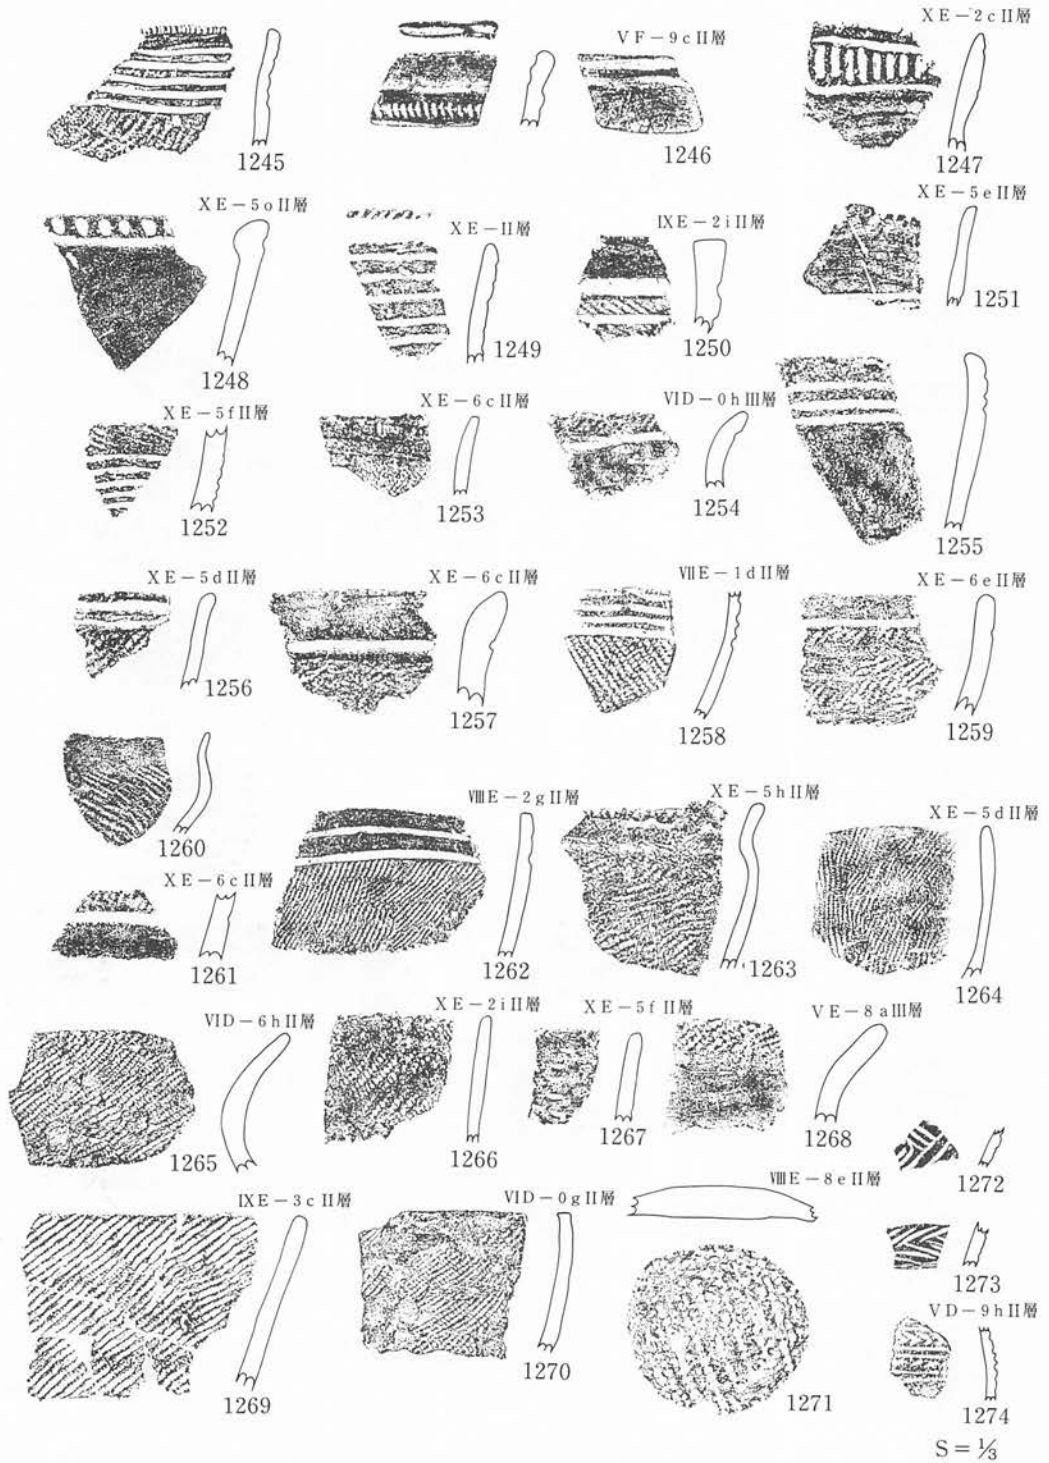 1245
VF-9cII層
1246
XE-2cII層
1247
XE-5oII層
1248
XE-II層
1249
IXE-2iII層
1250
XE-5eII層
1251
XE-5fII層
1252
XE-6cII層
1253
VID-0hIII層
1254
1255
XE-5dII層
1256
XE-6cII層
1257
VIIE-1dII層
1258
XE-6eII層
1259
1260
XE-6cII層
1261
VIIIE-2gII層
1262
XE-5hII層
1263
XE-5dII層
1264
VID-6hII層
1265
XE-2iII層
1266
XE-5fII層
1267
VE-8aIII層
1268
IXE-3cII層
1269
VID-0gII層
1270
VIIIE-8eII層
1271
1272
1273
VD-9hII層
1274
S=⅓